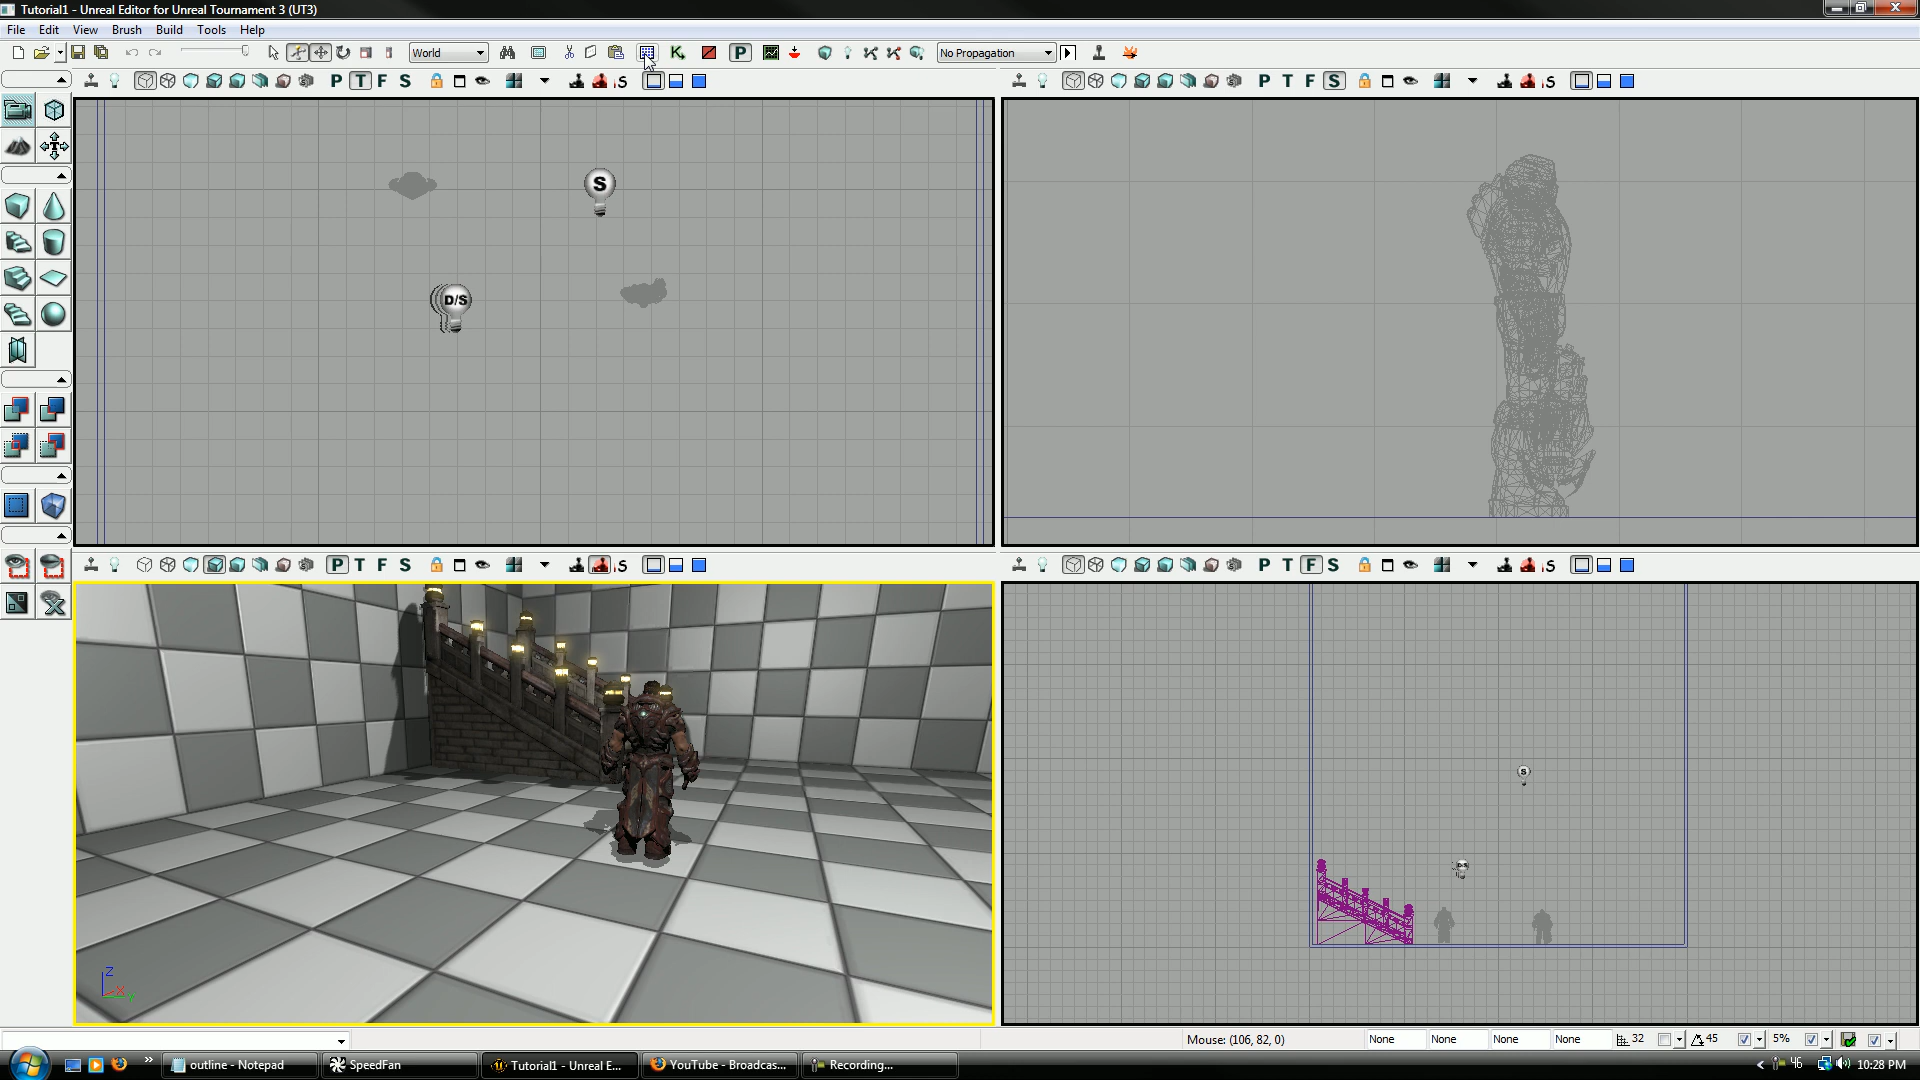 Tutorial1 - Unreal Editor for Unreal Tournament 3 (UT3)
File Edit View Brush Build Tools Help
World
K
P
No Propagation
P T F S
S
P T F S
S
S
D/S
P T F S
S
P T F S
S
S
D/S
Z
X
Y
Mouse: (106, 82, 0)
None
None
None
None
32
45
5%
outline - Notepad
SpeedFan
Tutorial1 - Unreal E...
YouTube - Broadcas...
Recording...
46
10:28 PM